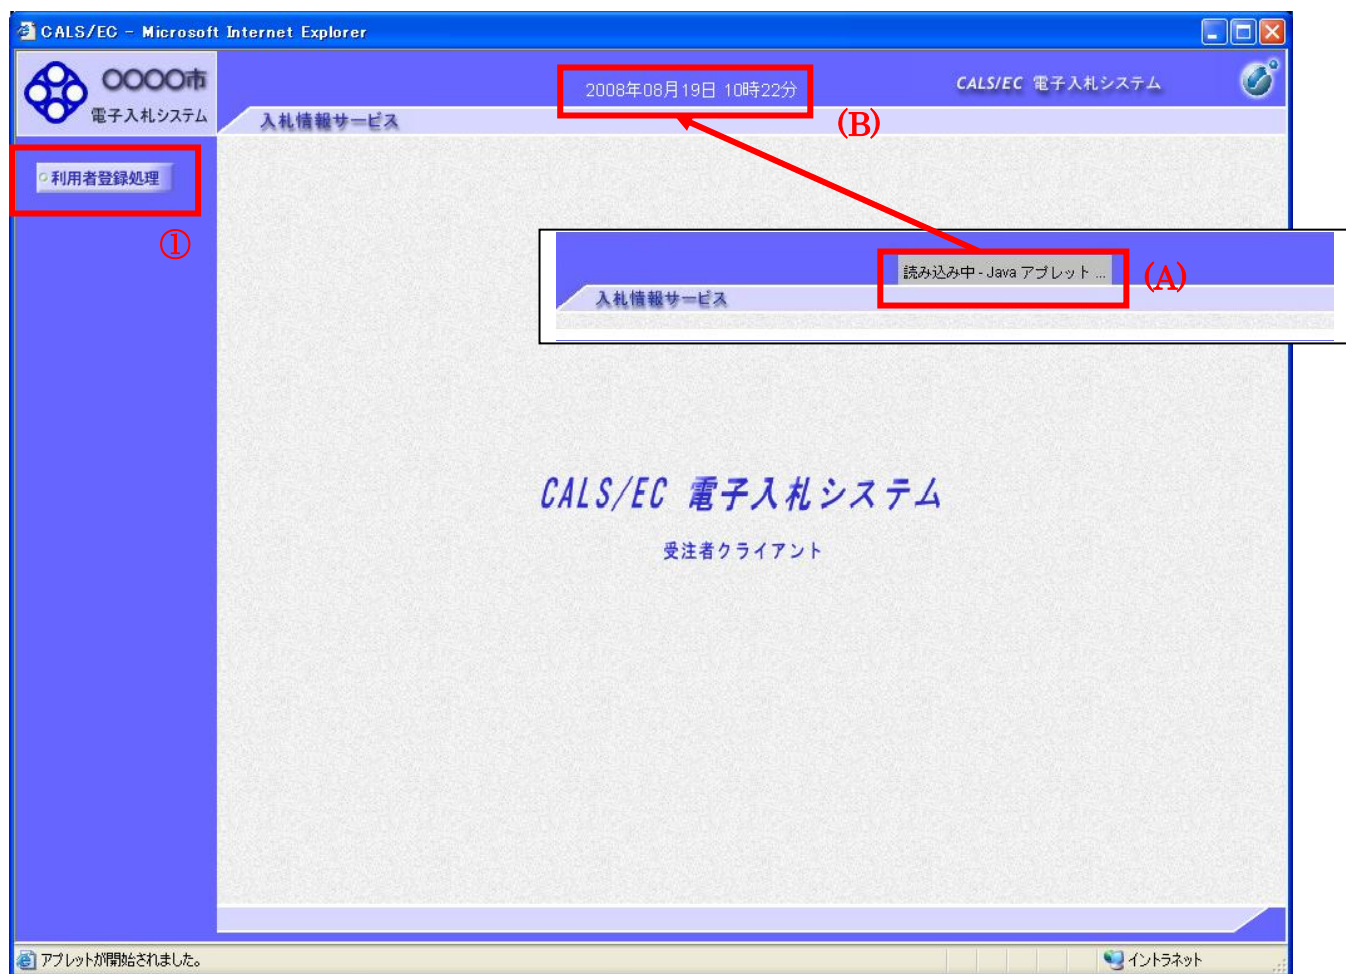 CALS/EC - Microsoft Internet Explorer
〇〇〇〇市
電子入札システム
2008年08月19日 10時22分
CALS/EC 電子入札システム
入札情報サービス
(B)
利用者登録処理
①
読み込み中 - Java アプレット ...
(A)
入札情報サービス
CALS/EC 電子入札システム
受注者クライアント
アプレットが開始されました。
イントラネット